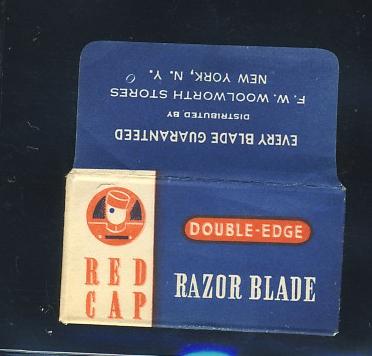 EVERY BLADE GUARANTEED
DISTRIBUTED BY
F. W. WOOLWORTH STORES
NEW YORK, N. Y.
RED
CAP
DOUBLE-EDGE
RAZOR BLADE